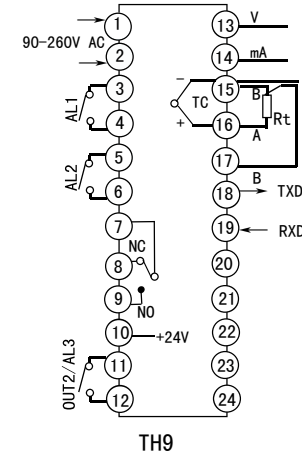 1 13 V
90-260V AC
2 14 mA
3 - 15 B
AL1 TC Rt
4 + 16 A
5 17 B
AL2
6 18 TXD
7 19 RXD
NC
8 20
9 21
NO
10 +24V 22
11 23
OUT2/AL3
12 24
TH9